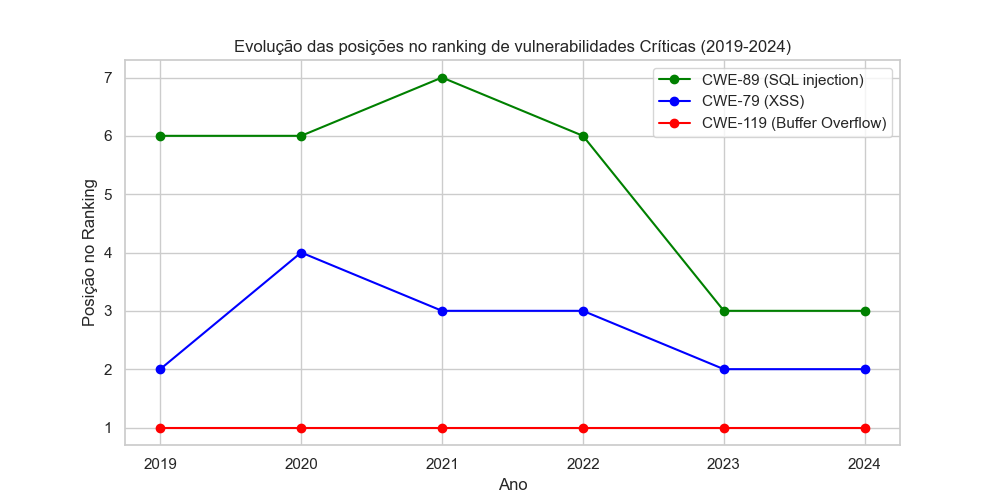 Evolução das posições no ranking de vulnerabilidades Críticas (2019-2024)
CWE-89 (SQL injection)
CWE-79 (XSS)
CWE-119 (Buffer Overflow)
Posição no Ranking
7
6
5
4
3
2
1
2019 2020 2021 2022 2023 2024
Ano